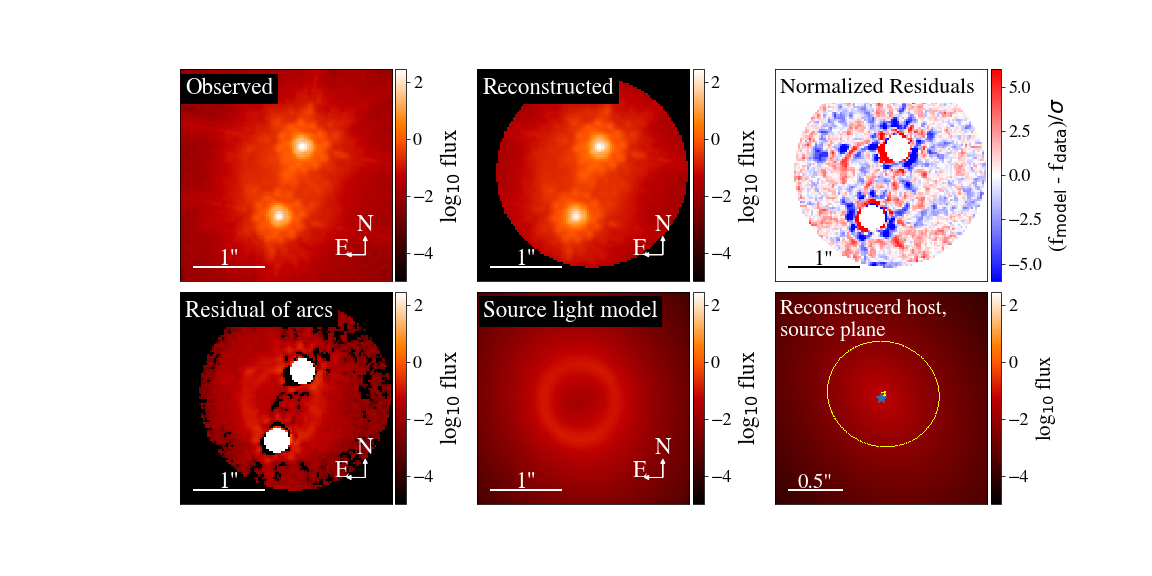 Observed
N
E
1"
2
0
−2
−4
log10 flux
Reconstructed
N
E
1"
2
0
−2
−4
log10 flux
Normalized Residuals
1"
5.0
2.5
0.0
−2.5
−5.0
(fmodel - fdata)/σ
Residual of arcs
N
E
1"
2
0
−2
−4
log10 flux
Source light model
N
E
1"
2
0
−2
−4
log10 flux
Reconstrucerd host,
source plane
0.5"
2
0
−2
−4
log10 flux